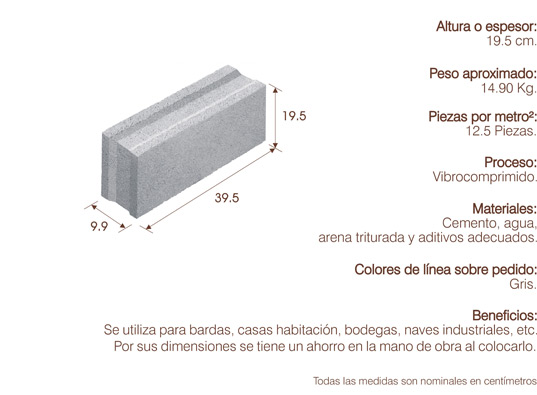 Altura o espesor:
19.5 cm.
Peso aproximado:
14.90 Kg.
Piezas por metro²:
12.5 Piezas.
Proceso:
Vibrocomprimido.
Materiales:
Cemento, agua,
arena triturada y aditivos adecuados.
Colores de línea sobre pedido:
Gris.
Beneficios:
Se utiliza para bardas, casas habitación, bodegas, naves industriales, etc.
Por sus dimensiones se tiene un ahorro en la mano de obra al colocarlo.
Todas las medidas son nominales en centímetros
19.5
39.5
9.9